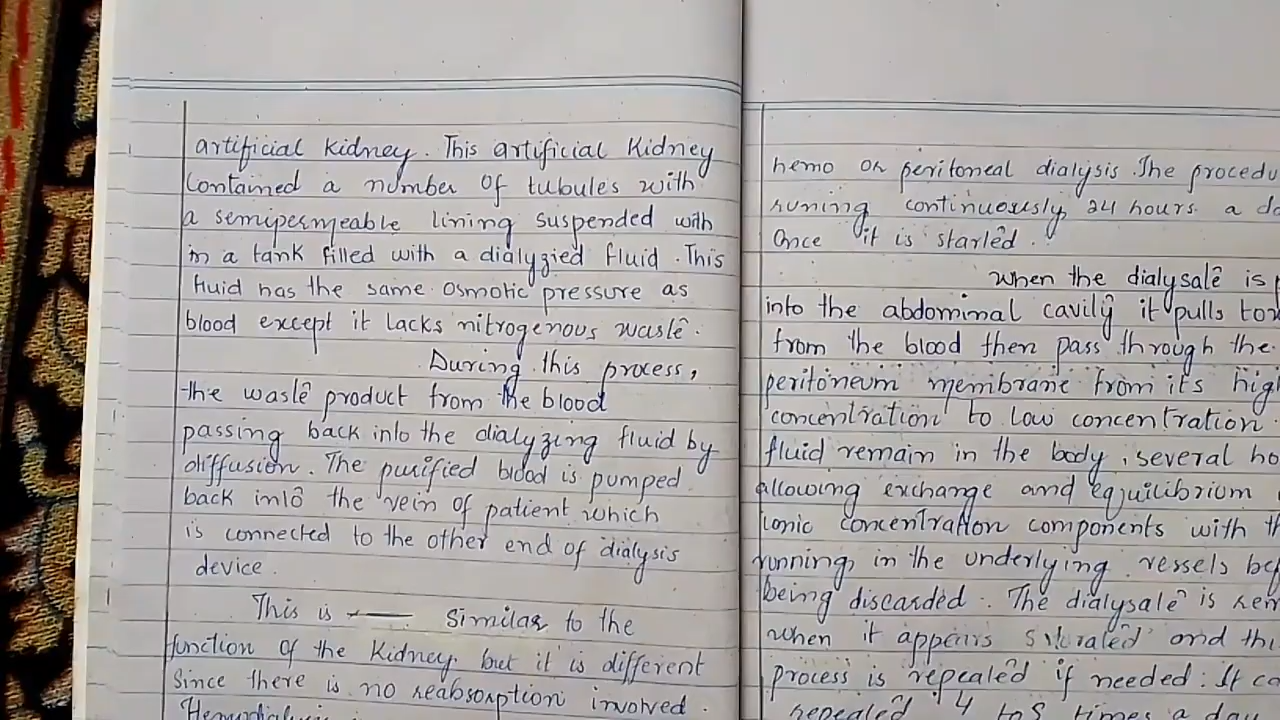 artificial kidney. This artificial Kidney
Contained a number of tubules with
a semipermeable lining suspended with
in a tank filled with a dialyzied fluid. This
fluid has the same osmotic pressure as
blood except it lacks nitrogenous waste.
During this process,
the waste product from the blood
passing back into the dialyzing fluid by
diffusion. The purified blood is pumped
back into the vein of patient which
is connected to the other end of dialysis
device.
This is similar to the
function of the Kidney but it is different
Since there is no reabsorption involved.
hemo or peritoneal dialysis. The procedu
runing continuously 24 hours a
Once it is started.
When the dialysate is
into the abdominal cavity it pulls
from the blood then pass through the
peritoneum membrane from its hig
concentration to low concentration.
fluid remain in the body, several ho
allowing exchange and eqjuilibrium
ionic concentration components with
running in the underlying vessels
being discarded. The dialysate is
when it appears saturated and
process is repealed if needed. It
repealed 4 to 5 times a day